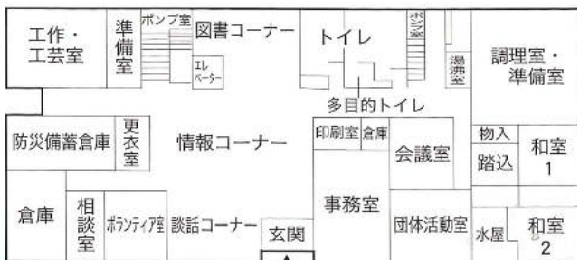 工作・
工芸室
準備室
ポンプ室
エレ
ベーター
図書コーナー
トイレ
ポンプ室
湯沸室
調理室・
準備室
多目的トイレ
防災備蓄倉庫
更衣室
情報コーナー
印刷室
倉庫
会議室
物入
踏込
和室
1
倉庫
相談室
ボランティア室
談話コーナー
玄関
事務室
団体活動室
水屋
和室
2